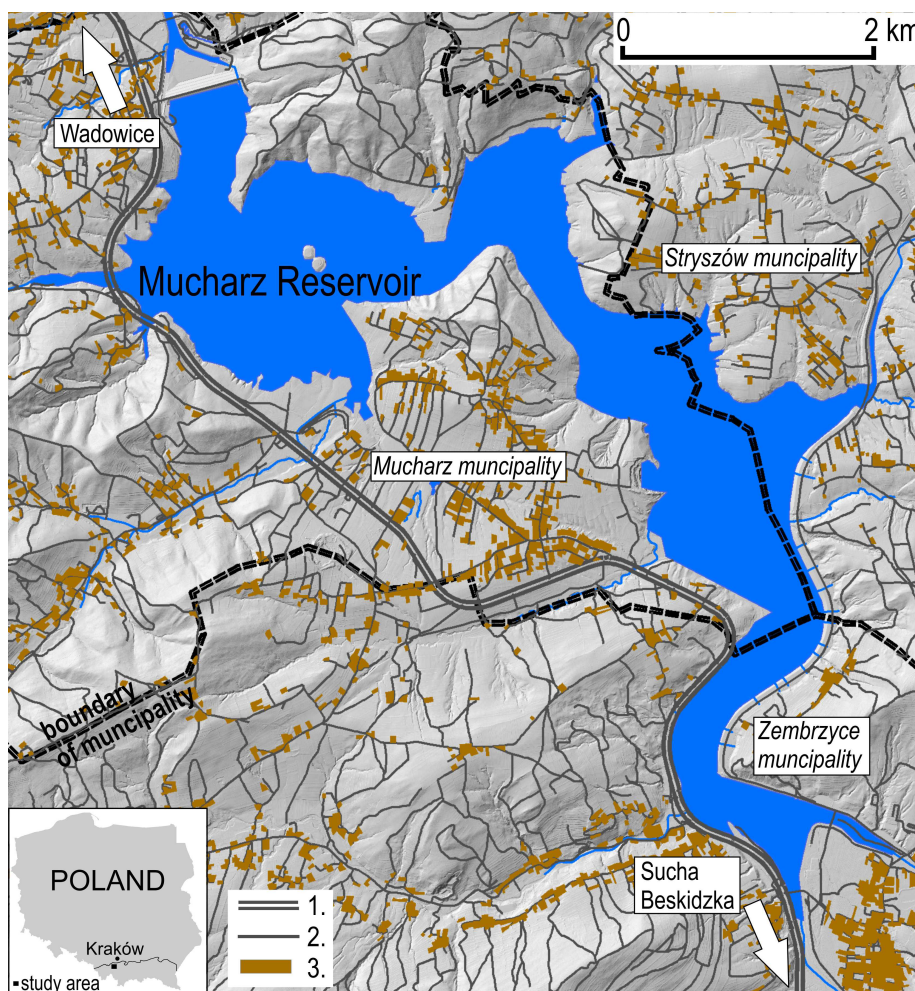 0 2 km
Wadowice
Mucharz Reservoir
Stryszów muncipality
Mucharz muncipality
boundary
of muncipality
Zembrzyce
muncipality
POLAND
Kraków
study area
1.
2.
3.
Sucha
Beskidzka